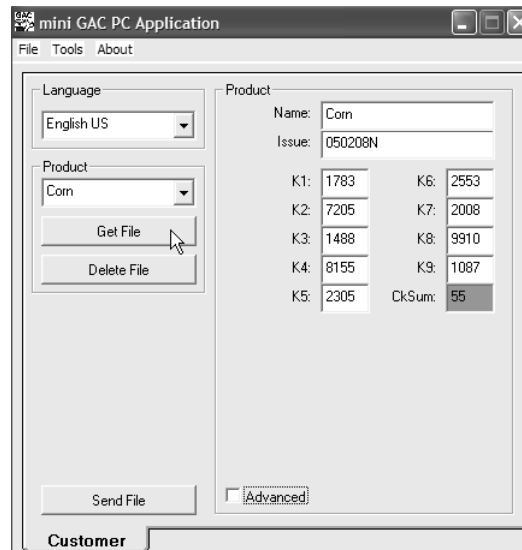 mini GAC PC Application
File Tools About
Language
English US
Product
Corn
Get File
Delete File
Send File
Product
Name: Corn
Issue: 050208N
K1: 1783 K6: 2553
K2: 7205 K7: 2008
K3: 1488 K8: 9910
K4: 8155 K9: 1087
K5: 2305 CkSum: 55
Advanced
Customer